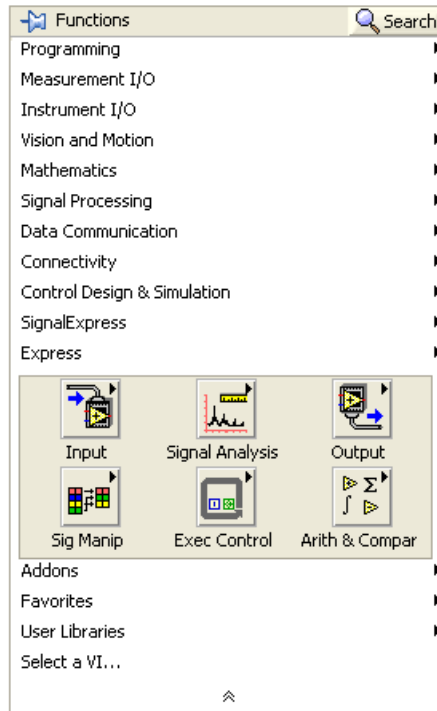 Functions Search
Programming
Measurement I/O
Instrument I/O
Vision and Motion
Mathematics
Signal Processing
Data Communication
Connectivity
Control Design & Simulation
SignalExpress
Express
Input Signal Analysis Output
Sig Manip Exec Control Arith & Compar
Addons
Favorites
User Libraries
Select a VI...